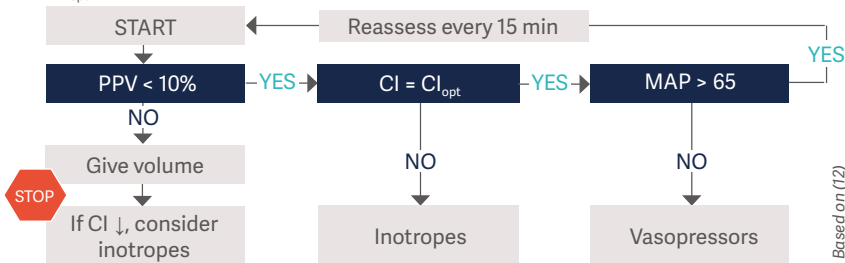 START
Reassess every 15 min
YES
PPV < 10%
YES
CI = CIopt
YES
MAP > 65
NO
NO
NO
Give volume
STOP
If CI ↓, consider
inotropes
Inotropes
Vasopressors
Based on (12)